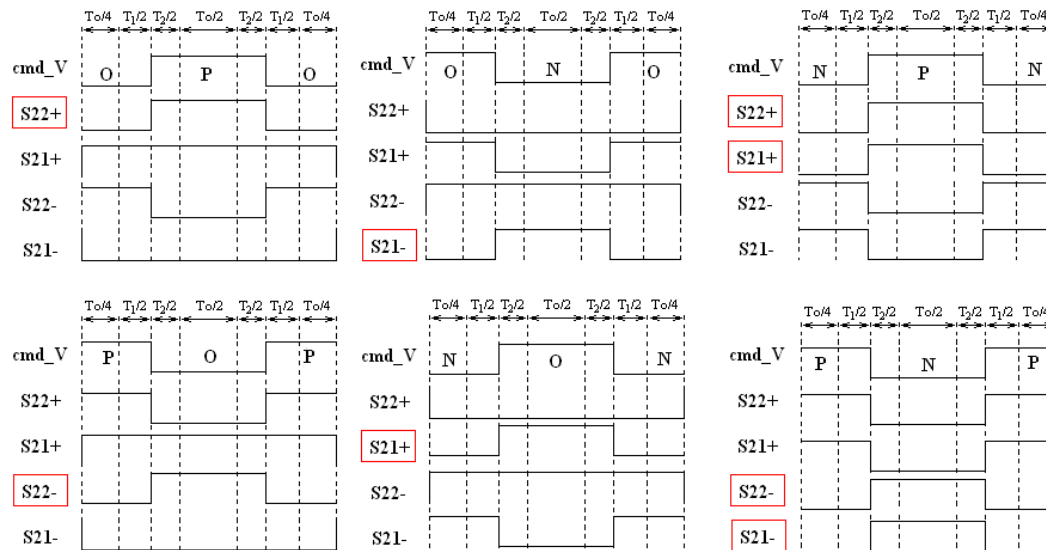 To/4 T1/2 T2/2 To/2 T2/2 T1/2 To/4
cmd_V O P O
S22+
S21+
S22-
S21-
To/4 T1/2 T2/2 To/2 T2/2 T1/2 To/4
cmd_V O N O
S22+
S21+
S22-
S21-
To/4 T1/2 T2/2 To/2 T2/2 T1/2 To/4
cmd_V N P N
S22+
S21+
S22-
S21-
To/4 T1/2 T2/2 To/2 T2/2 T1/2 To/4
cmd_V P O P
S22+
S21+
S22-
S21-
To/4 T1/2 T2/2 To/2 T2/2 T1/2 To/4
cmd_V N O N
S22+
S21+
S22-
S21-
To/4 T1/2 T2/2 To/2 T2/2 T1/2 To/4
cmd_V P N P
S22+
S21+
S22-
S21-